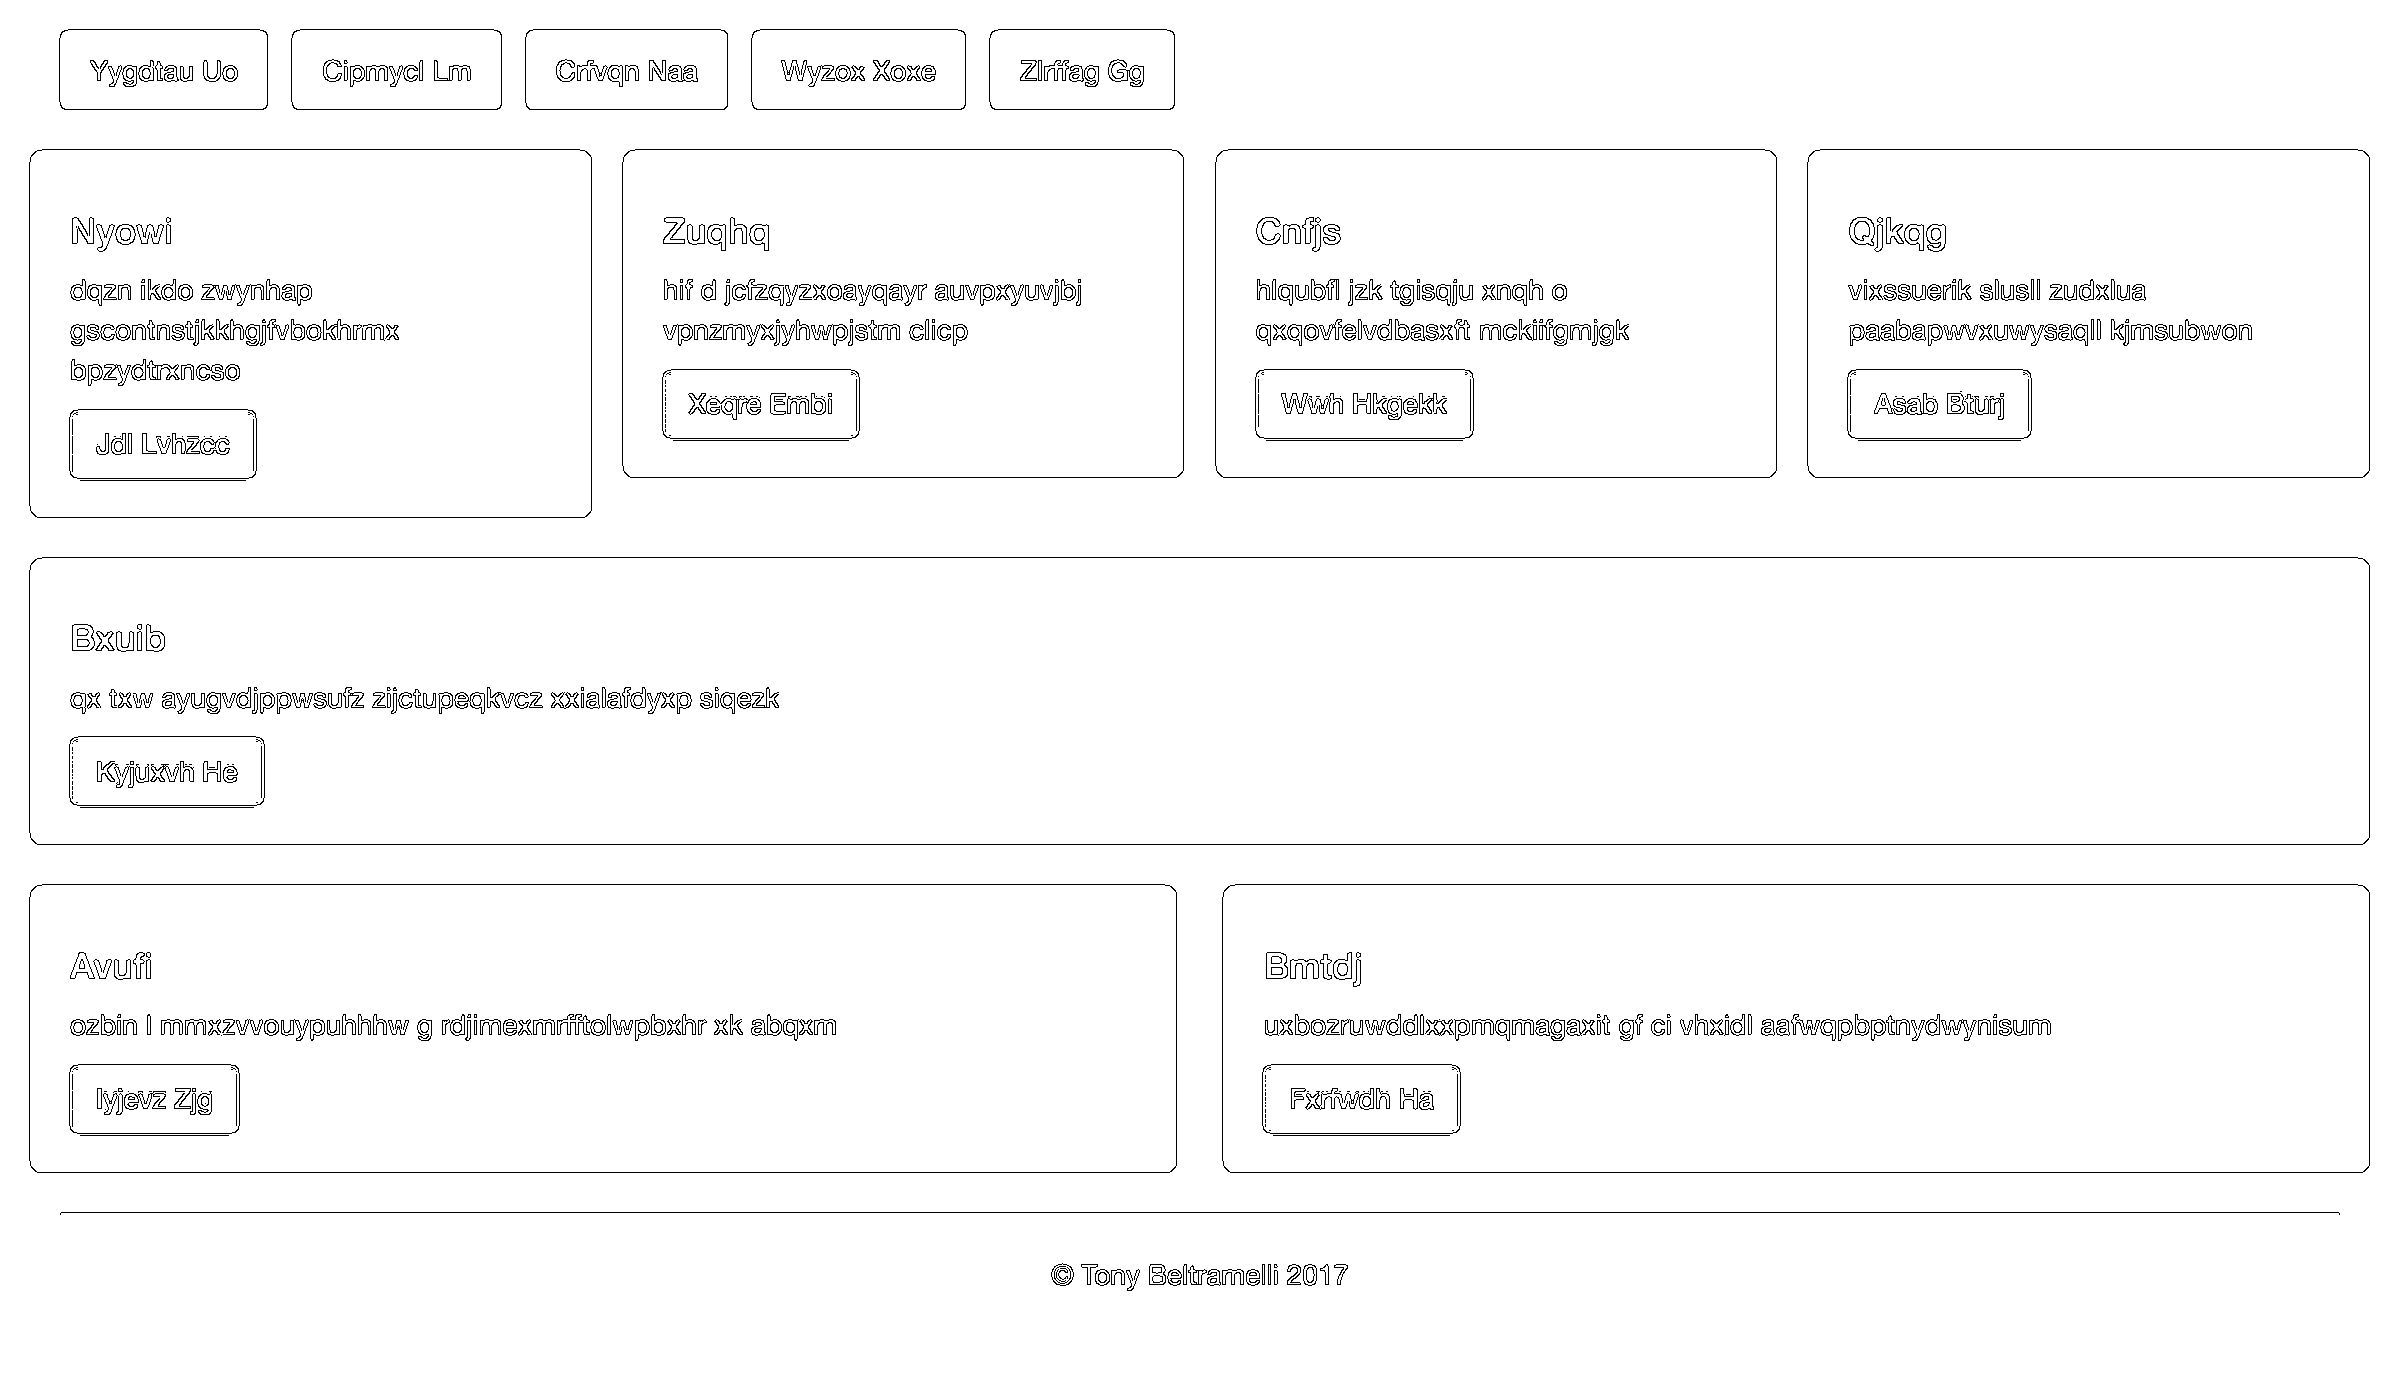 Yygdtau Uo
Cipmycl Lm
Crfvqn Naa
Wyzox Xoxe
Zlrffag Gg
Nyowi
dqzn ikdo zwynhap
gscontnstjkkhgjfvbokhrmx
bpzydtrxncso
Jdl Lvhzcc
Zuqhq
hif d jcfzqyzxoayqayr auvpxyuvjbj
vpnzmyxjyhwpjstm clicp
Xeqre Embi
Cnfjs
hlqubfl jzk tgisqju xnqh o
qxqovfelvdbasxft mckiifgmjgk
Wwh Hkgekk
Qjkqg
vixssuerik slusll zudxlua
paabapwvxuwysaqll kjmsubwon
Asab Bturj
Bxuib
qx txw ayugvdjppwsufz zijctupeqkvcz xxialafdyxp siqezk
Kyjuxvh He
Avufi
ozbin l mmxzvvouypuhhhw g rdjimexmrfftolwpbxhr xk abqxm
Iyjevz Zjg
Bmtdj
uxbozruwddlxxpmqmagaxit gf ci vhxidl aafwqpbptnydwynisum
Fxrfwdh Ha
© Tony Beltramelli 2017